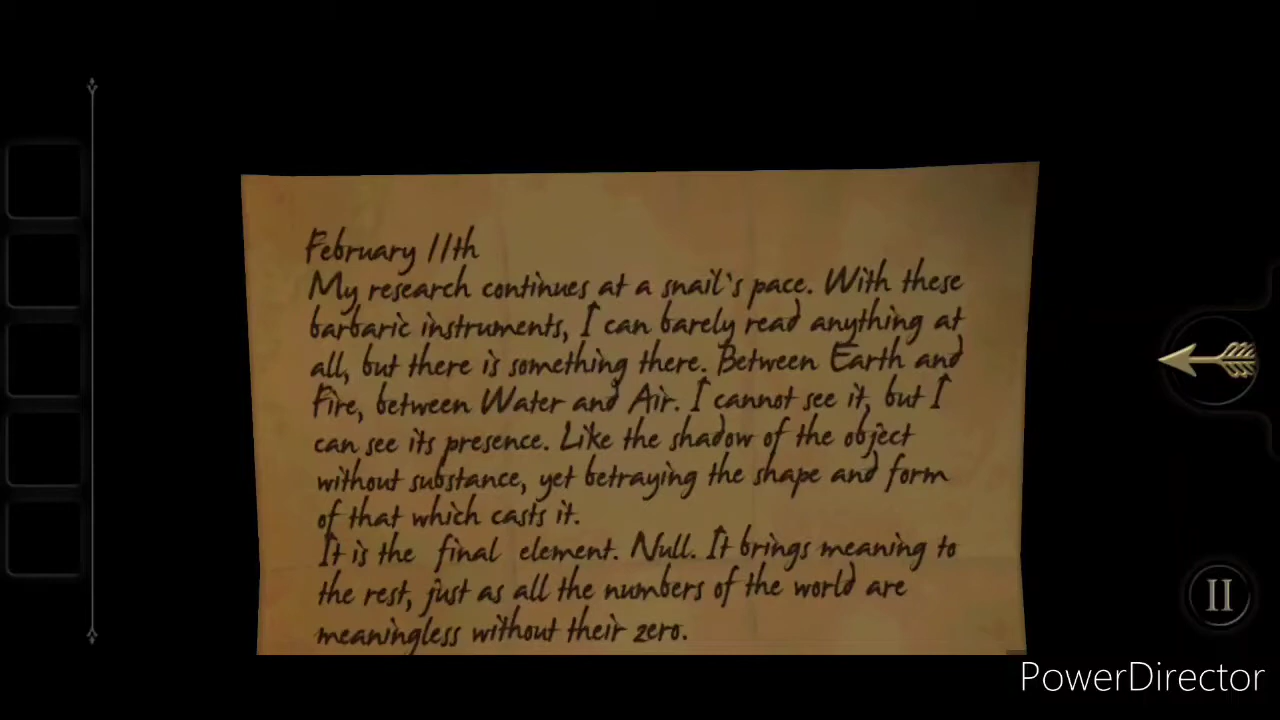 February 11th
My research continues at a snail's pace. With these
barbaric instruments, I can barely read anything at
all, but there is something there. Between Earth and
Fire, between Water and Air. I cannot see it, but I
can see its presence. Like the shadow of the object
without substance, yet betraying the shape and form
of that which casts it.
It is the final element. Null. It brings meaning to
the rest, just as all the numbers of the world are
meaningless without their zero.
PowerDirector